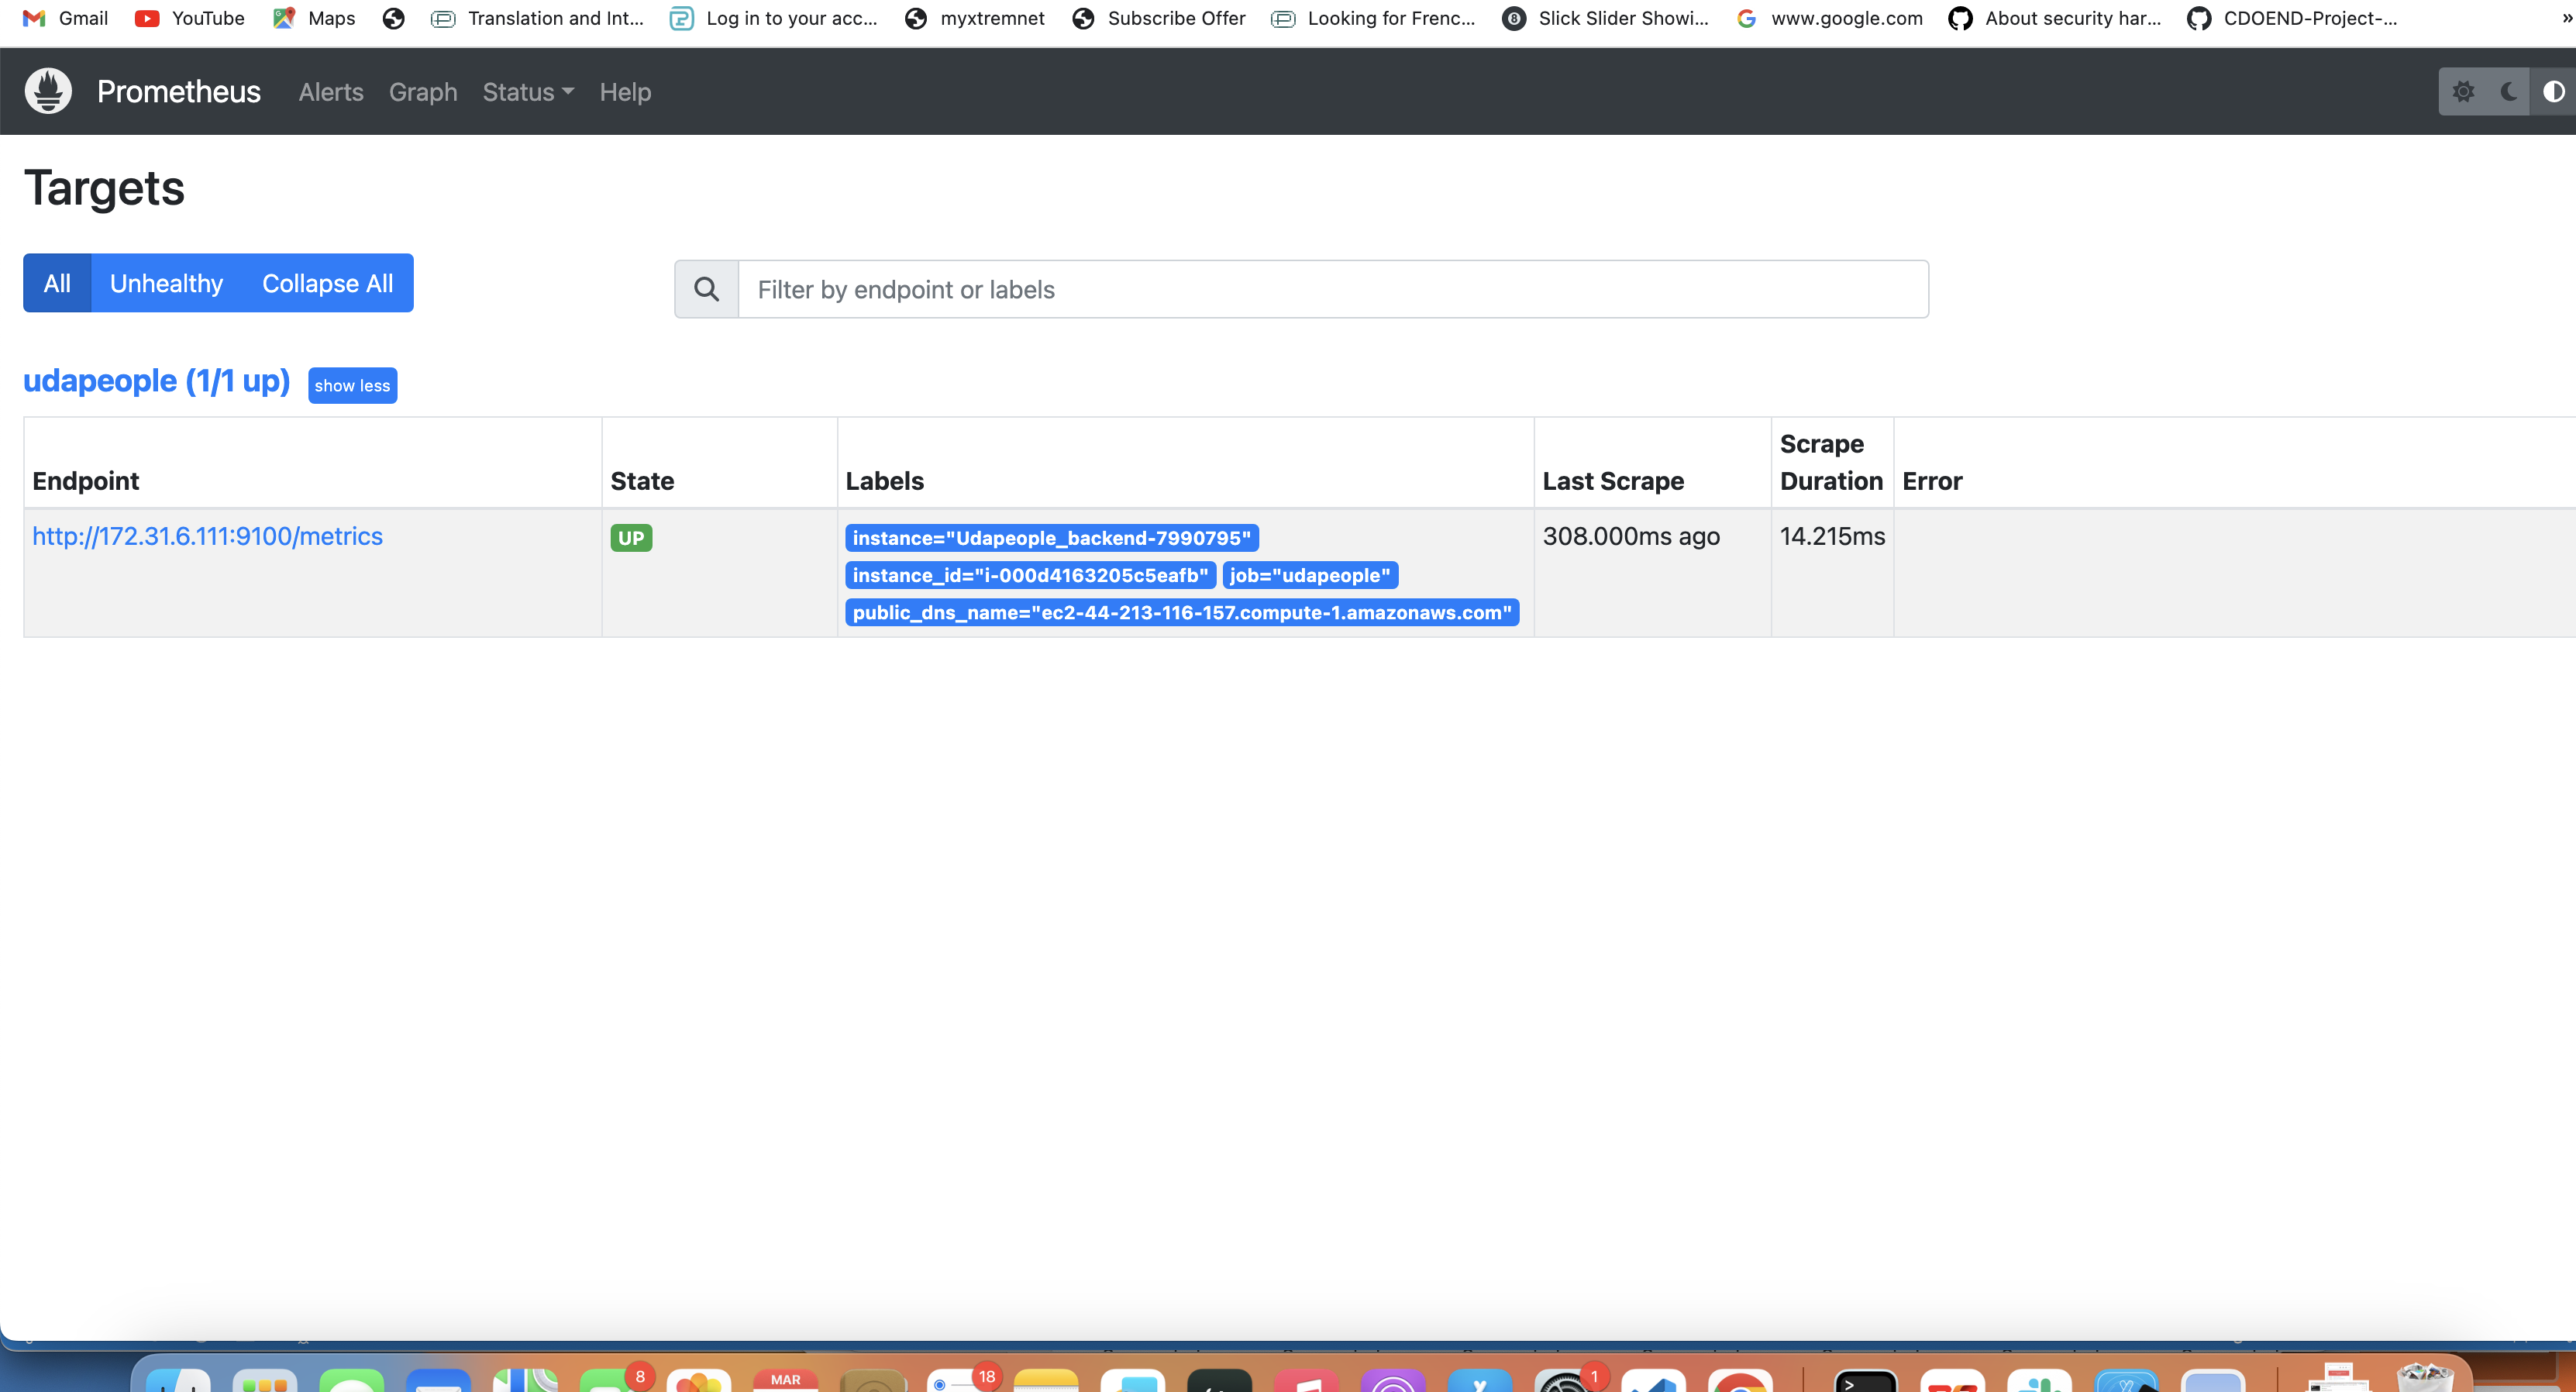 Gmail YouTube Maps Translation and Int... Log in to your acc... myxtremnet Subscribe Offer Looking for Frenc... Slick Slider Showi... www.google.com About security har... CDOEND-Project-... »
Prometheus Alerts Graph Status Help
Targets
All Unhealthy Collapse All
Filter by endpoint or labels
udapeople (1/1 up) show less
Endpoint State Labels Last Scrape Scrape Duration Error
http://172.31.6.111:9100/metrics UP instance="Udapeople_backend-7990795" 308.000ms ago 14.215ms
instance_id="i-000d4163205c5eafb" job="udapeople"
public_dns_name="ec2-44-213-116-157.compute-1.amazonaws.com"
8 MAR 18 1